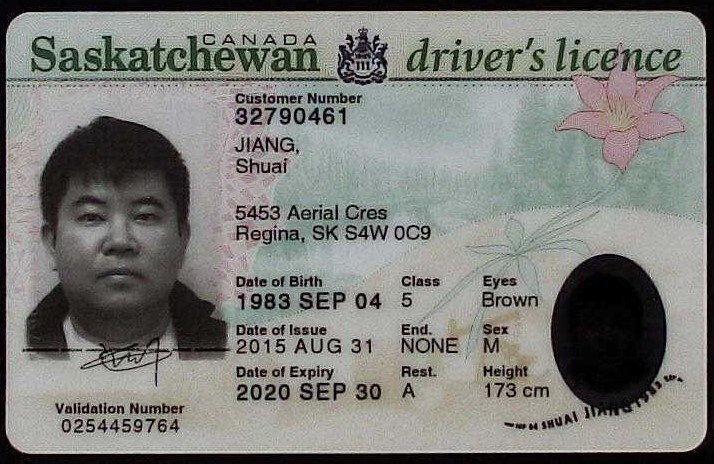 CANADA
Saskatchewan driver's licence
Customer Number
32790461
JIANG,
Shuai
5453 Aerial Cres
Regina, SK S4W 0C9
Date of Birth Class Eyes
1983 SEP 04 5 Brown
Date of Issue End. Sex
2015 AUG 31 NONE M
Date of Expiry Rest. Height
2020 SEP 30 A 173 cm
Validation Number
0254459764
SHUAI JIANG 1983